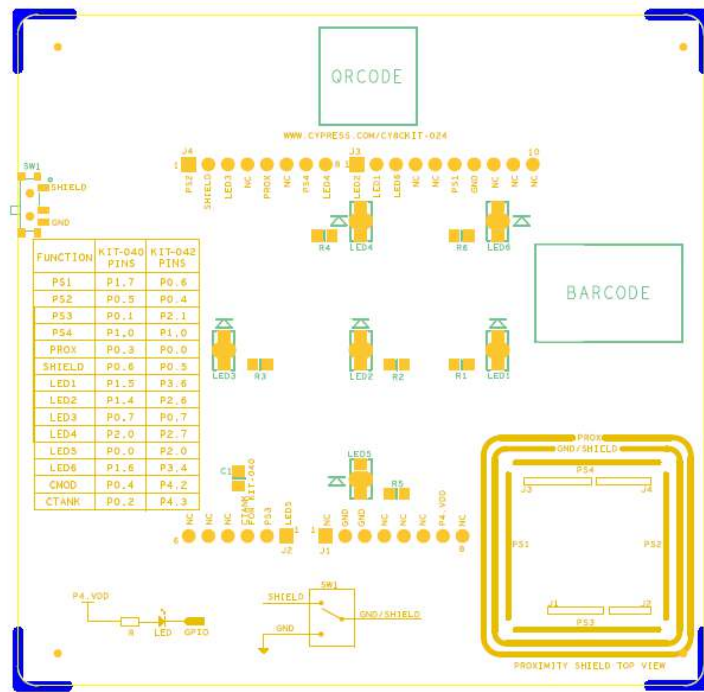 QRCODE
WWW.CYPRESS.COM/CY8CKIT-024
J4
1
8
J3
1
10
PS2
SHIELD
LED3
NC
PROX
NC
PS4
LED4
LED2
LED1
LED6
NC
NC
PS1
GND
NC
NC
NC
SW1
SHIELD
GND
R4
LED4
R6
LED6
FUNCTION KIT-040 PINS KIT-042 PINS
PS1 P1.7 P0.6
PS2 P0.5 P0.4
PS3 P0.1 P2.1
PS4 P1.0 P1.0
PROX P0.3 P0.0
SHIELD P0.6 P0.5
LED1 P1.5 P3.6
LED2 P1.4 P2.6
LED3 P0.7 P0.7
LED4 P2.0 P2.7
LED5 P0.0 P2.0
LED6 P1.6 P3.4
CMOD P0.4 P4.2
CTANK P0.2 P4.3
BARCODE
LED3
R3
LED2
R2
R1
LED1
LED5
R5
C1
NC
NC
NC
CTANK
FOR KIT-040
PS3
LED5
6
1
J2
NC
GND
GND
NC
NC
NC
P4.VDD
NC
1
J1
8
PROX
GND/SHIELD
PS4
J3
J4
PS1
PS2
J1
J2
PS3
PROXIMITY SHIELD TOP VIEW
P4.VDD
R
LED
GPIO
SW1
SHIELD
GND/SHIELD
GND